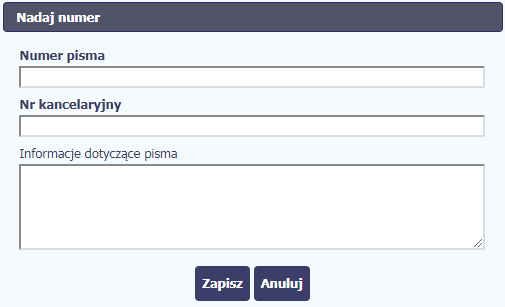 Nadaj numer
Numer pisma
Nr kancelaryjny
Informacje dotyczące pisma
Zapisz Anuluj